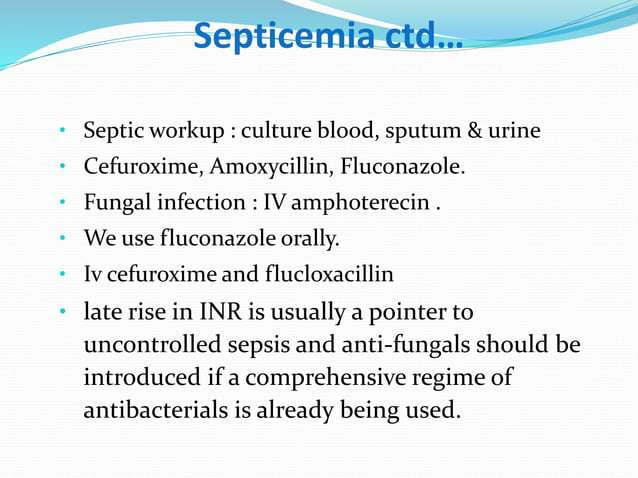 Septicemia ctd…
• Septic workup : culture blood, sputum & urine
• Cefuroxime, Amoxycillin, Fluconazole.
• Fungal infection : IV amphoterecin .
• We use fluconazole orally.
• Iv cefuroxime and flucloxacillin
• late rise in INR is usually a pointer to
uncontrolled sepsis and anti-fungals should be
introduced if a comprehensive regime of
antibacterials is already being used.